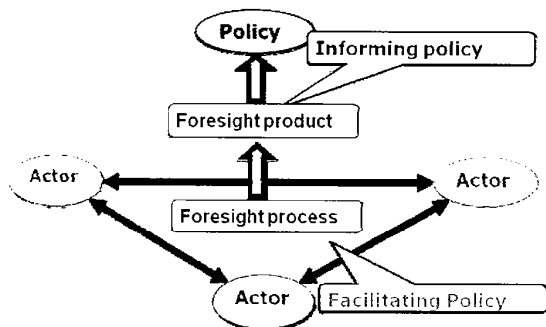 Policy
Informing policy
Foresight product
Actor
Actor
Foresight process
Actor
Facilitating Policy